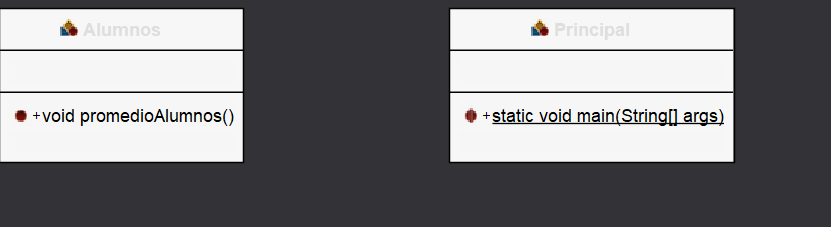 Alumnos
+void promedioAlumnos()
Principal
+static void main(String[] args)